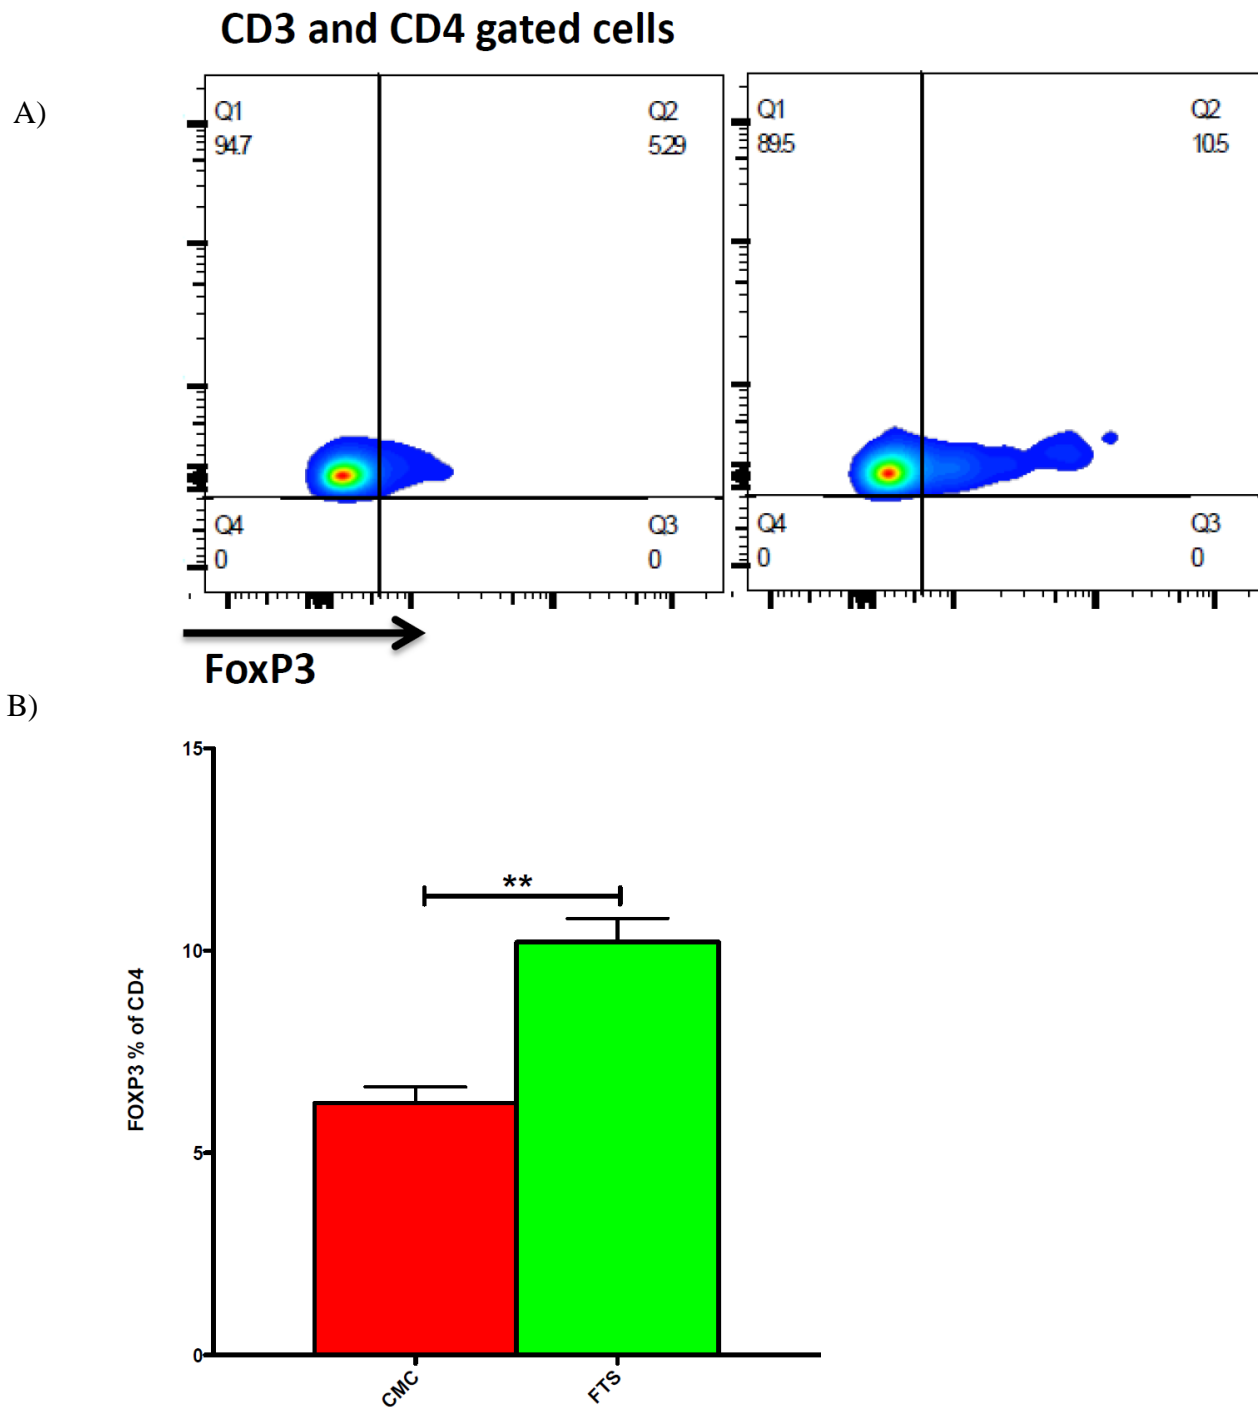 CD3 and CD4 gated cells
A)
Q1
94.7
Q2
5.29
Q4
0
Q3
0
Q1
89.5
Q2
10.5
Q4
0
Q3
0
FoxP3
B)
15
10
5
0
FOXP3 % of CD4
**
CMC
FTS